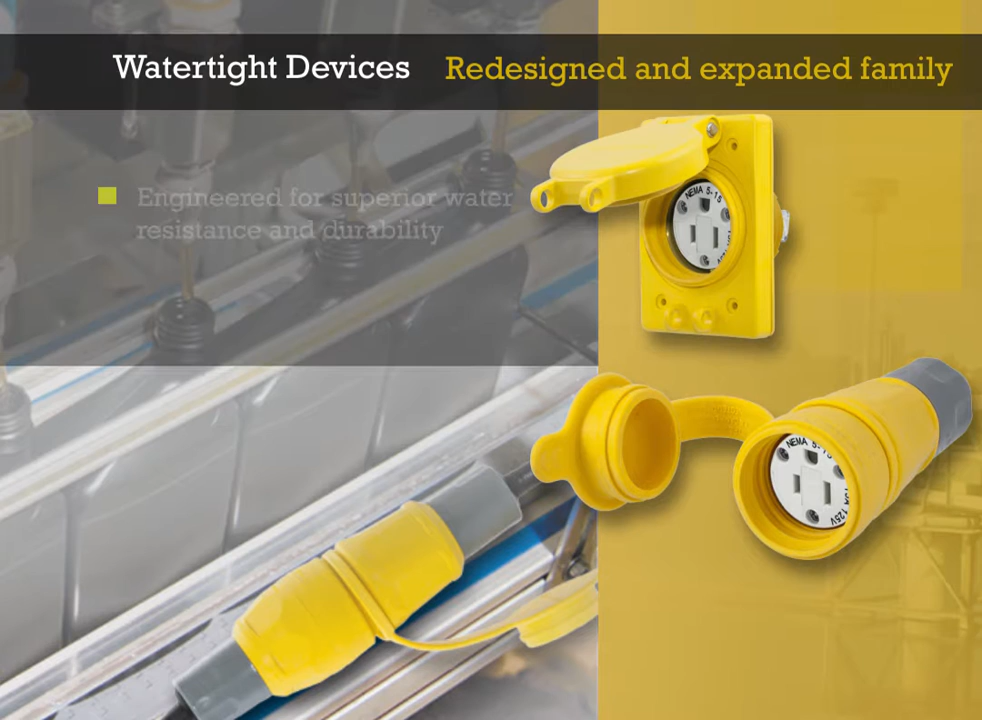 Watertight Devices Redesigned and expanded family
Engineered for superior water
resistance and durability
NEMA 5-15
NEMA 5-15
125V